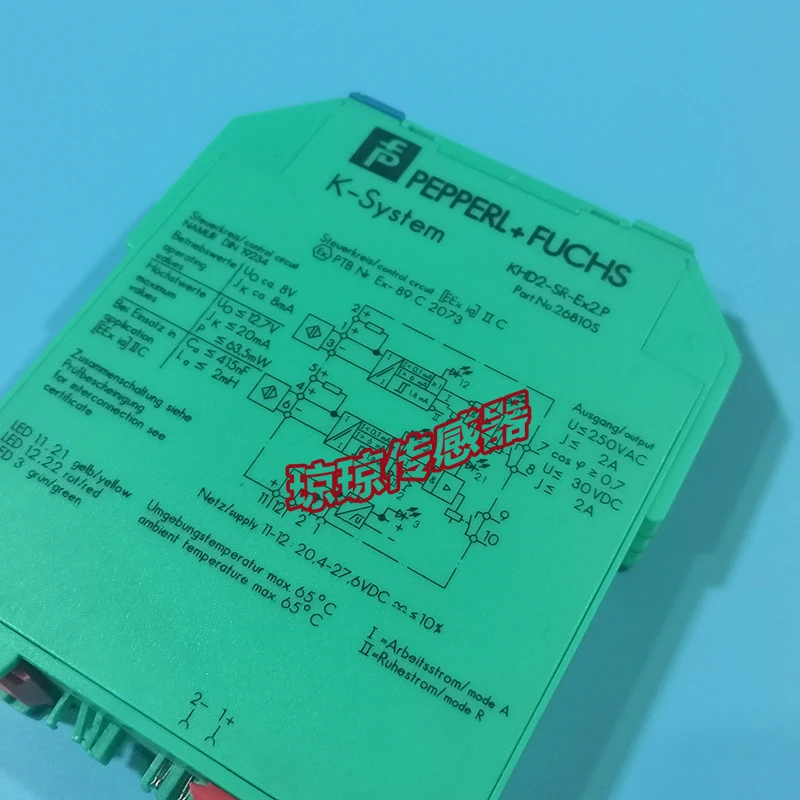 PEPPERL+FUCHS
K-System
KHD2-SR-Ex2.P
Part No. 26810S
Steuerkreis/control circuit
NAMUR DIN 19234
Betriebswerte
operating
values
Uo ca 8V
Jk ca 8mA
Höchstwerte
maximum
values
Uo ≤ 12,7V
Jk ≤ 20mA
P ≤ 63,5mW
Bei Einsatz in
application
[EEx ia] IIC
Ca ≤ 415nF
La ≤ 2mH
Zusammenschaltung siehe
Prüfbescheinigung
for interconnection see
certificate
Steuerkreis/control circuit [EEx ia] IIC
PTB Nr Ex-89 C 2073
Ausgang/output
U≤250VAC
J≤ 2A
cos φ ≥ 0,7
U≤ 30VDC
J≤ 2A
琼琼传感器
LED 11, 21 gelb/yellow
LED 12, 22 rot/red
ED 3 grün/green
Netz/supply 11-12: 20,4-27,6VDC ≤10%
Umgebungstemperatur max. 65°C
ambient temperature max. 65°C
I =Arbeitsstrom/mode A
II=Ruhestrom/mode R
2- 1+